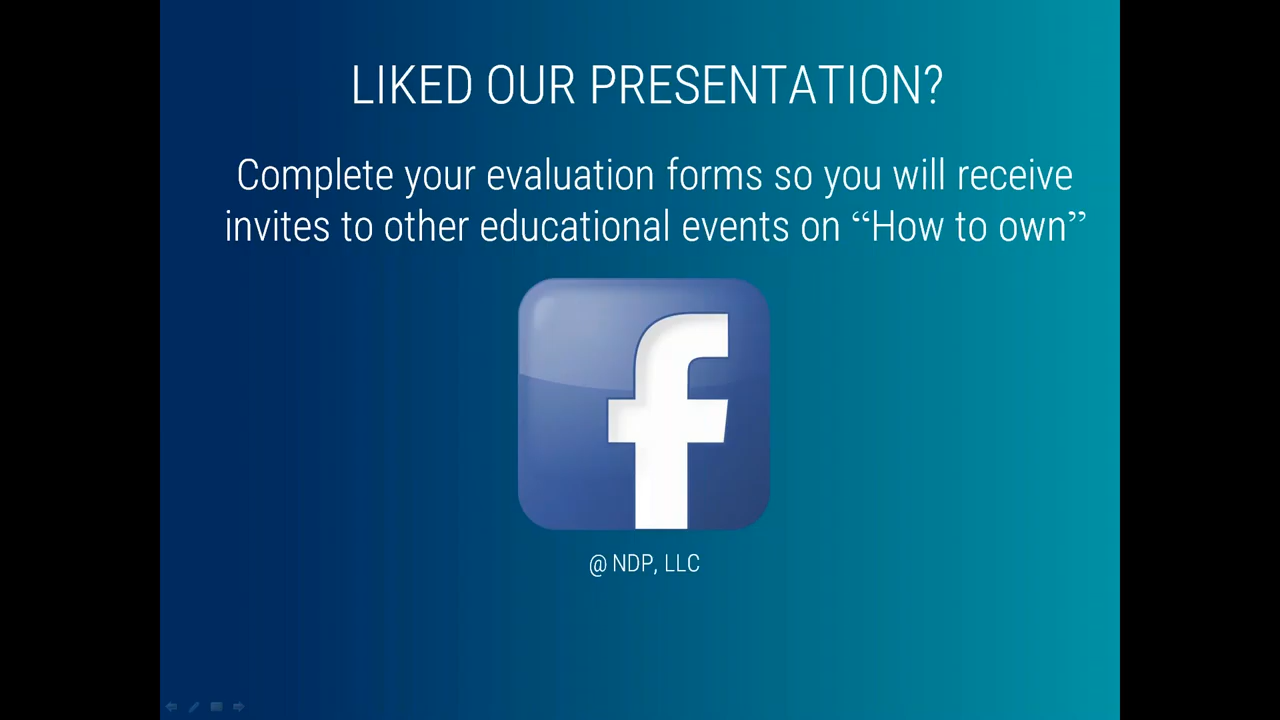 LIKED OUR PRESENTATION?
Complete your evaluation forms so you will receive
invites to other educational events on “How to own”
f
@ NDP, LLC